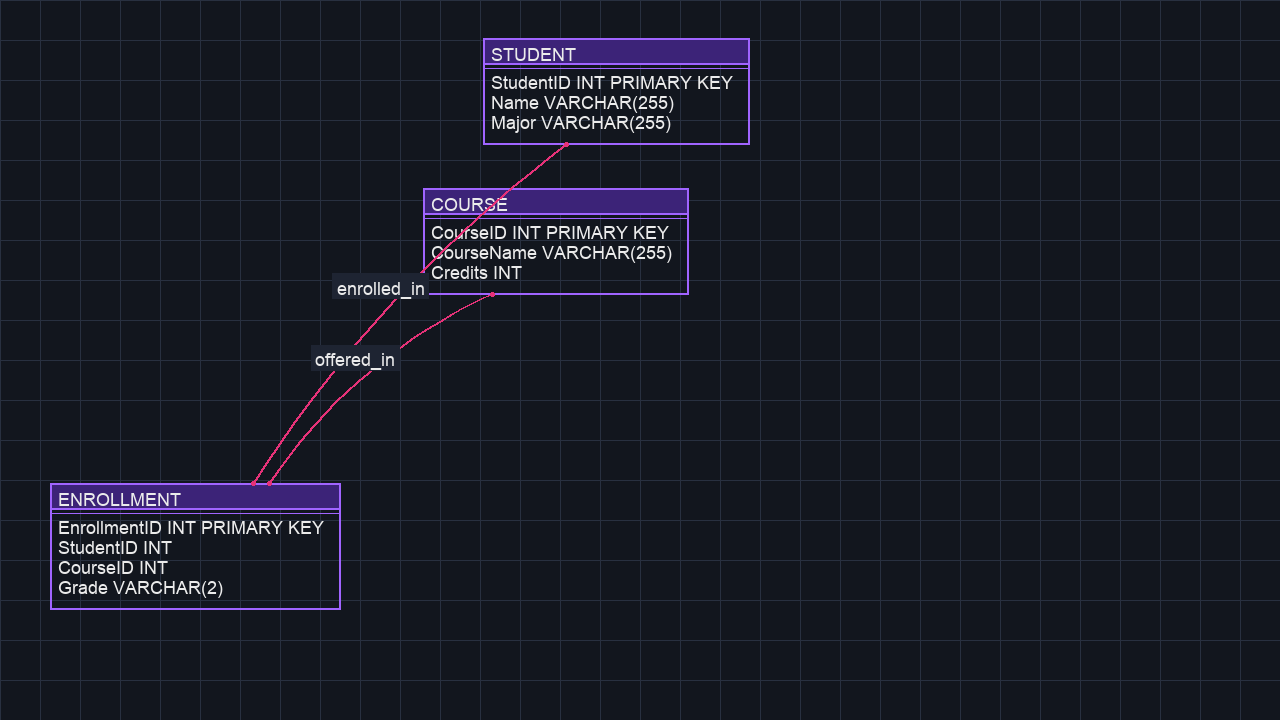 STUDENT
StudentID INT PRIMARY KEY
Name VARCHAR(255)
Major VARCHAR(255)
COURSE
CourseID INT PRIMARY KEY
CourseName VARCHAR(255)
Credits INT
enrolled_in
offered_in
ENROLLMENT
EnrollmentID INT PRIMARY KEY
StudentID INT
CourseID INT
Grade VARCHAR(2)